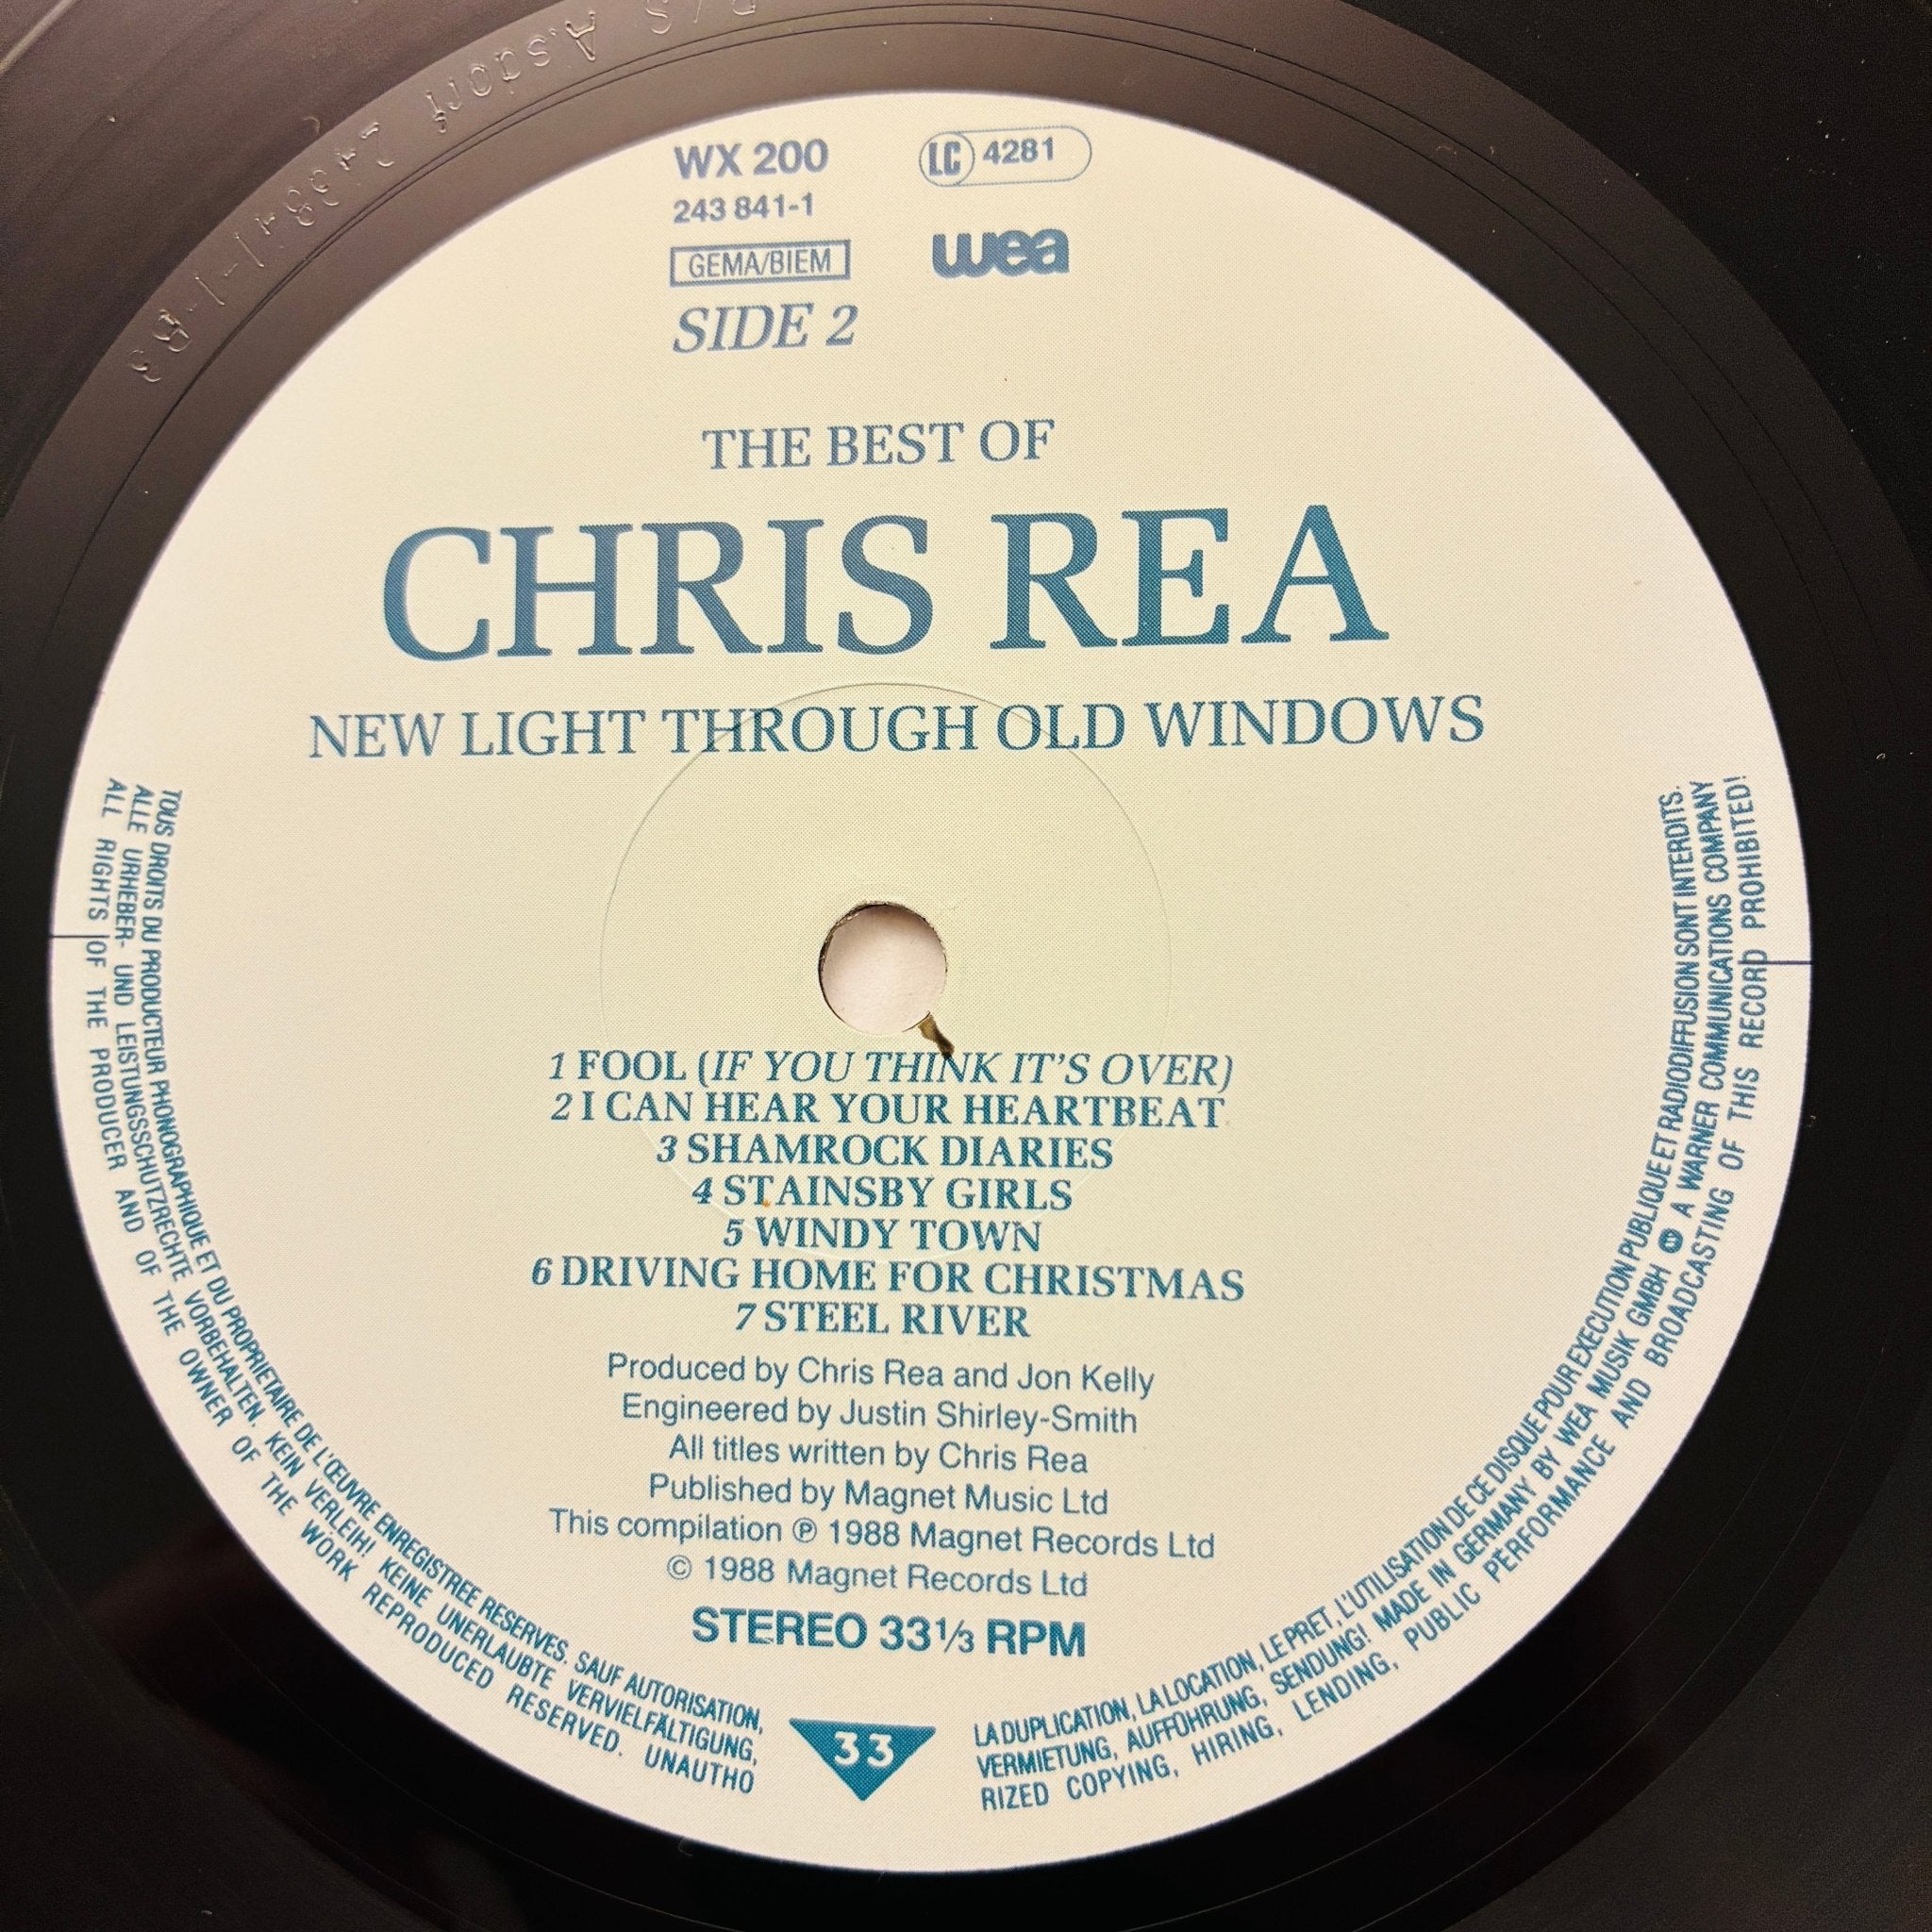 R/S Alsdorf 243841-1-B3
WX 200
LC 4281
243 841-1
GEMA/BIEM
wea
SIDE 2
THE BEST OF
CHRIS REA
NEW LIGHT THROUGH OLD WINDOWS
1 FOOL (IF YOU THINK IT'S OVER)
2 I CAN HEAR YOUR HEARTBEAT
3 SHAMROCK DIARIES
4 STAINSBY GIRLS
5 WINDY TOWN
6 DRIVING HOME FOR CHRISTMAS
7 STEEL RIVER
Produced by Chris Rea and Jon Kelly
Engineered by Justin Shirley-Smith
All titles written by Chris Rea
Published by Magnet Music Ltd
This compilation ℗ 1988 Magnet Records Ltd
© 1988 Magnet Records Ltd
STEREO 33⅓ RPM
33
TOUS DROITS DU PRODUCTEUR PHONOGRAPHIQUE ET DU PROPRIETAIRE DE L'ŒUVRE ENREGISTREE RESERVES. SAUF AUTORISATION, LA DUPLICATION, LA LOCATION, LE PRET, L'UTILISATION DE CE DISQUE POUR EXECUTION PUBLIQUE ET RADIODIFFUSION SONT INTERDITS.
ALLE URHEBER- UND LEISTUNGSSCHUTZRECHTE VORBEHALTEN. KEIN VERLEIH! KEINE UNERLAUBTE VERVIELFÄLTIGUNG, VERMIETUNG, AUFFÜHRUNG, SENDUNG! MADE IN GERMANY BY WEA MUSIK GMBH A WARNER COMMUNICATIONS COMPANY
ALL RIGHTS OF THE PRODUCER AND OF THE OWNER OF THE WORK REPRODUCED RESERVED. UNAUTHORIZED COPYING, HIRING, LENDING, PUBLIC PERFORMANCE AND BROADCASTING OF THIS RECORD PROHIBITED!